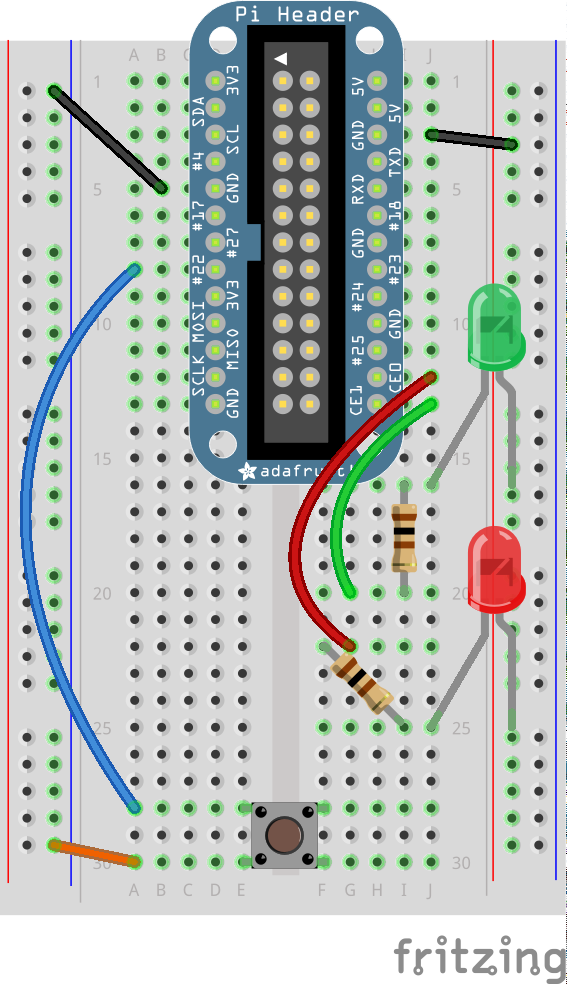 Pi Header
A B C I J
1 3V3 5V 1
SDA 5V
SCL GND
#4 TXD
5 GND RXD 5
#17 #18
#27 GND
#22 #23
3V3 #24
10 MOSI GND 10
MISO #25
SCLK CE0
GND CE1
15 15
adafruit!
20 20
25 25
30 30
A B C D E F G H I J
fritzing